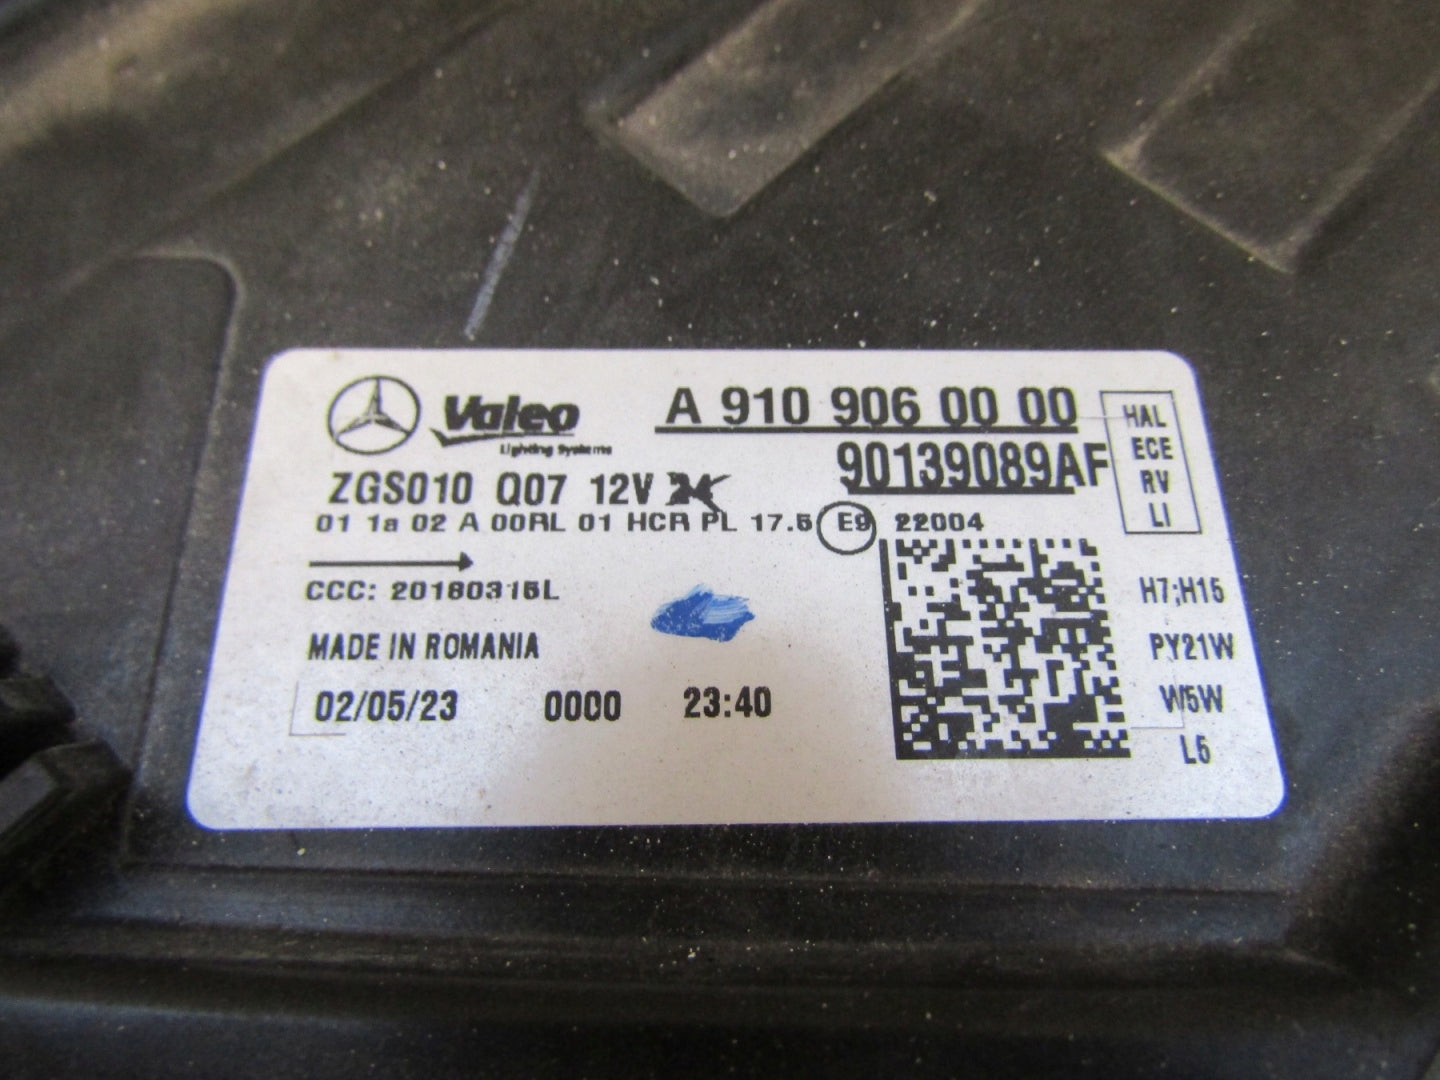 Valeo
Lighting Systems
A 910 906 00 00
90139089AF
HAL
ECE
RV
LI
ZGS010 Q07 12V 24
01 1a 02 A 00RL 01 HCR PL 17.5 E9 22004
CCC: 20180315L
MADE IN ROMANIA
02/05/23 0000 23:40
H7;H15
PY21W
W5W
L5